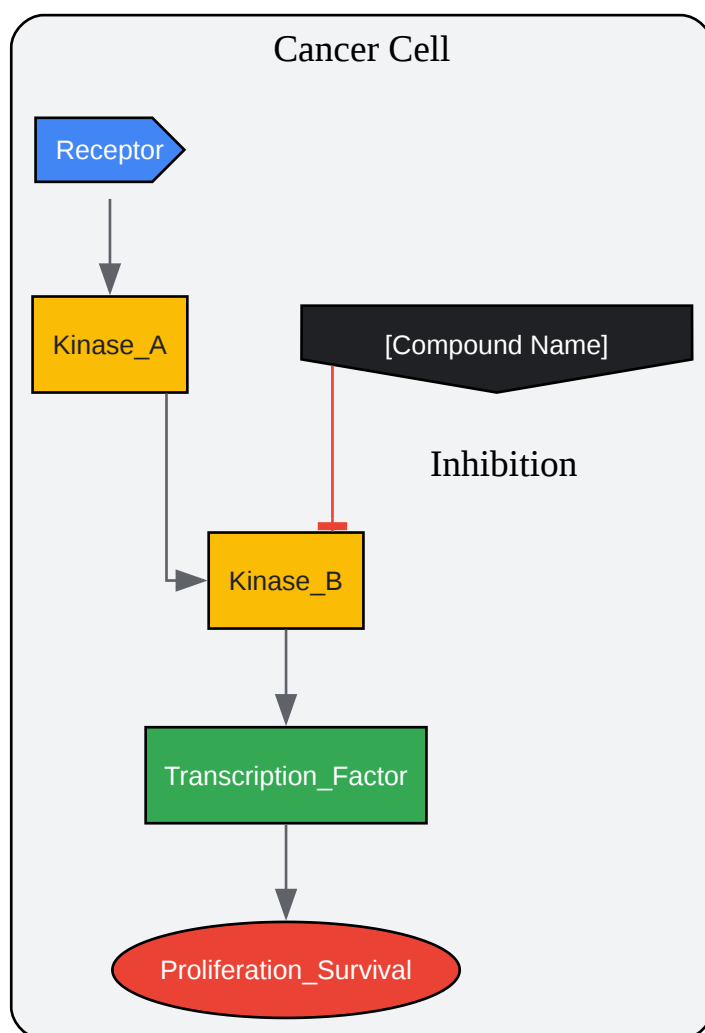 Cancer Cell
Receptor
Kinase_A
[Compound Name]
Inhibition
Kinase_B
Transcription_Factor
Proliferation_Survival